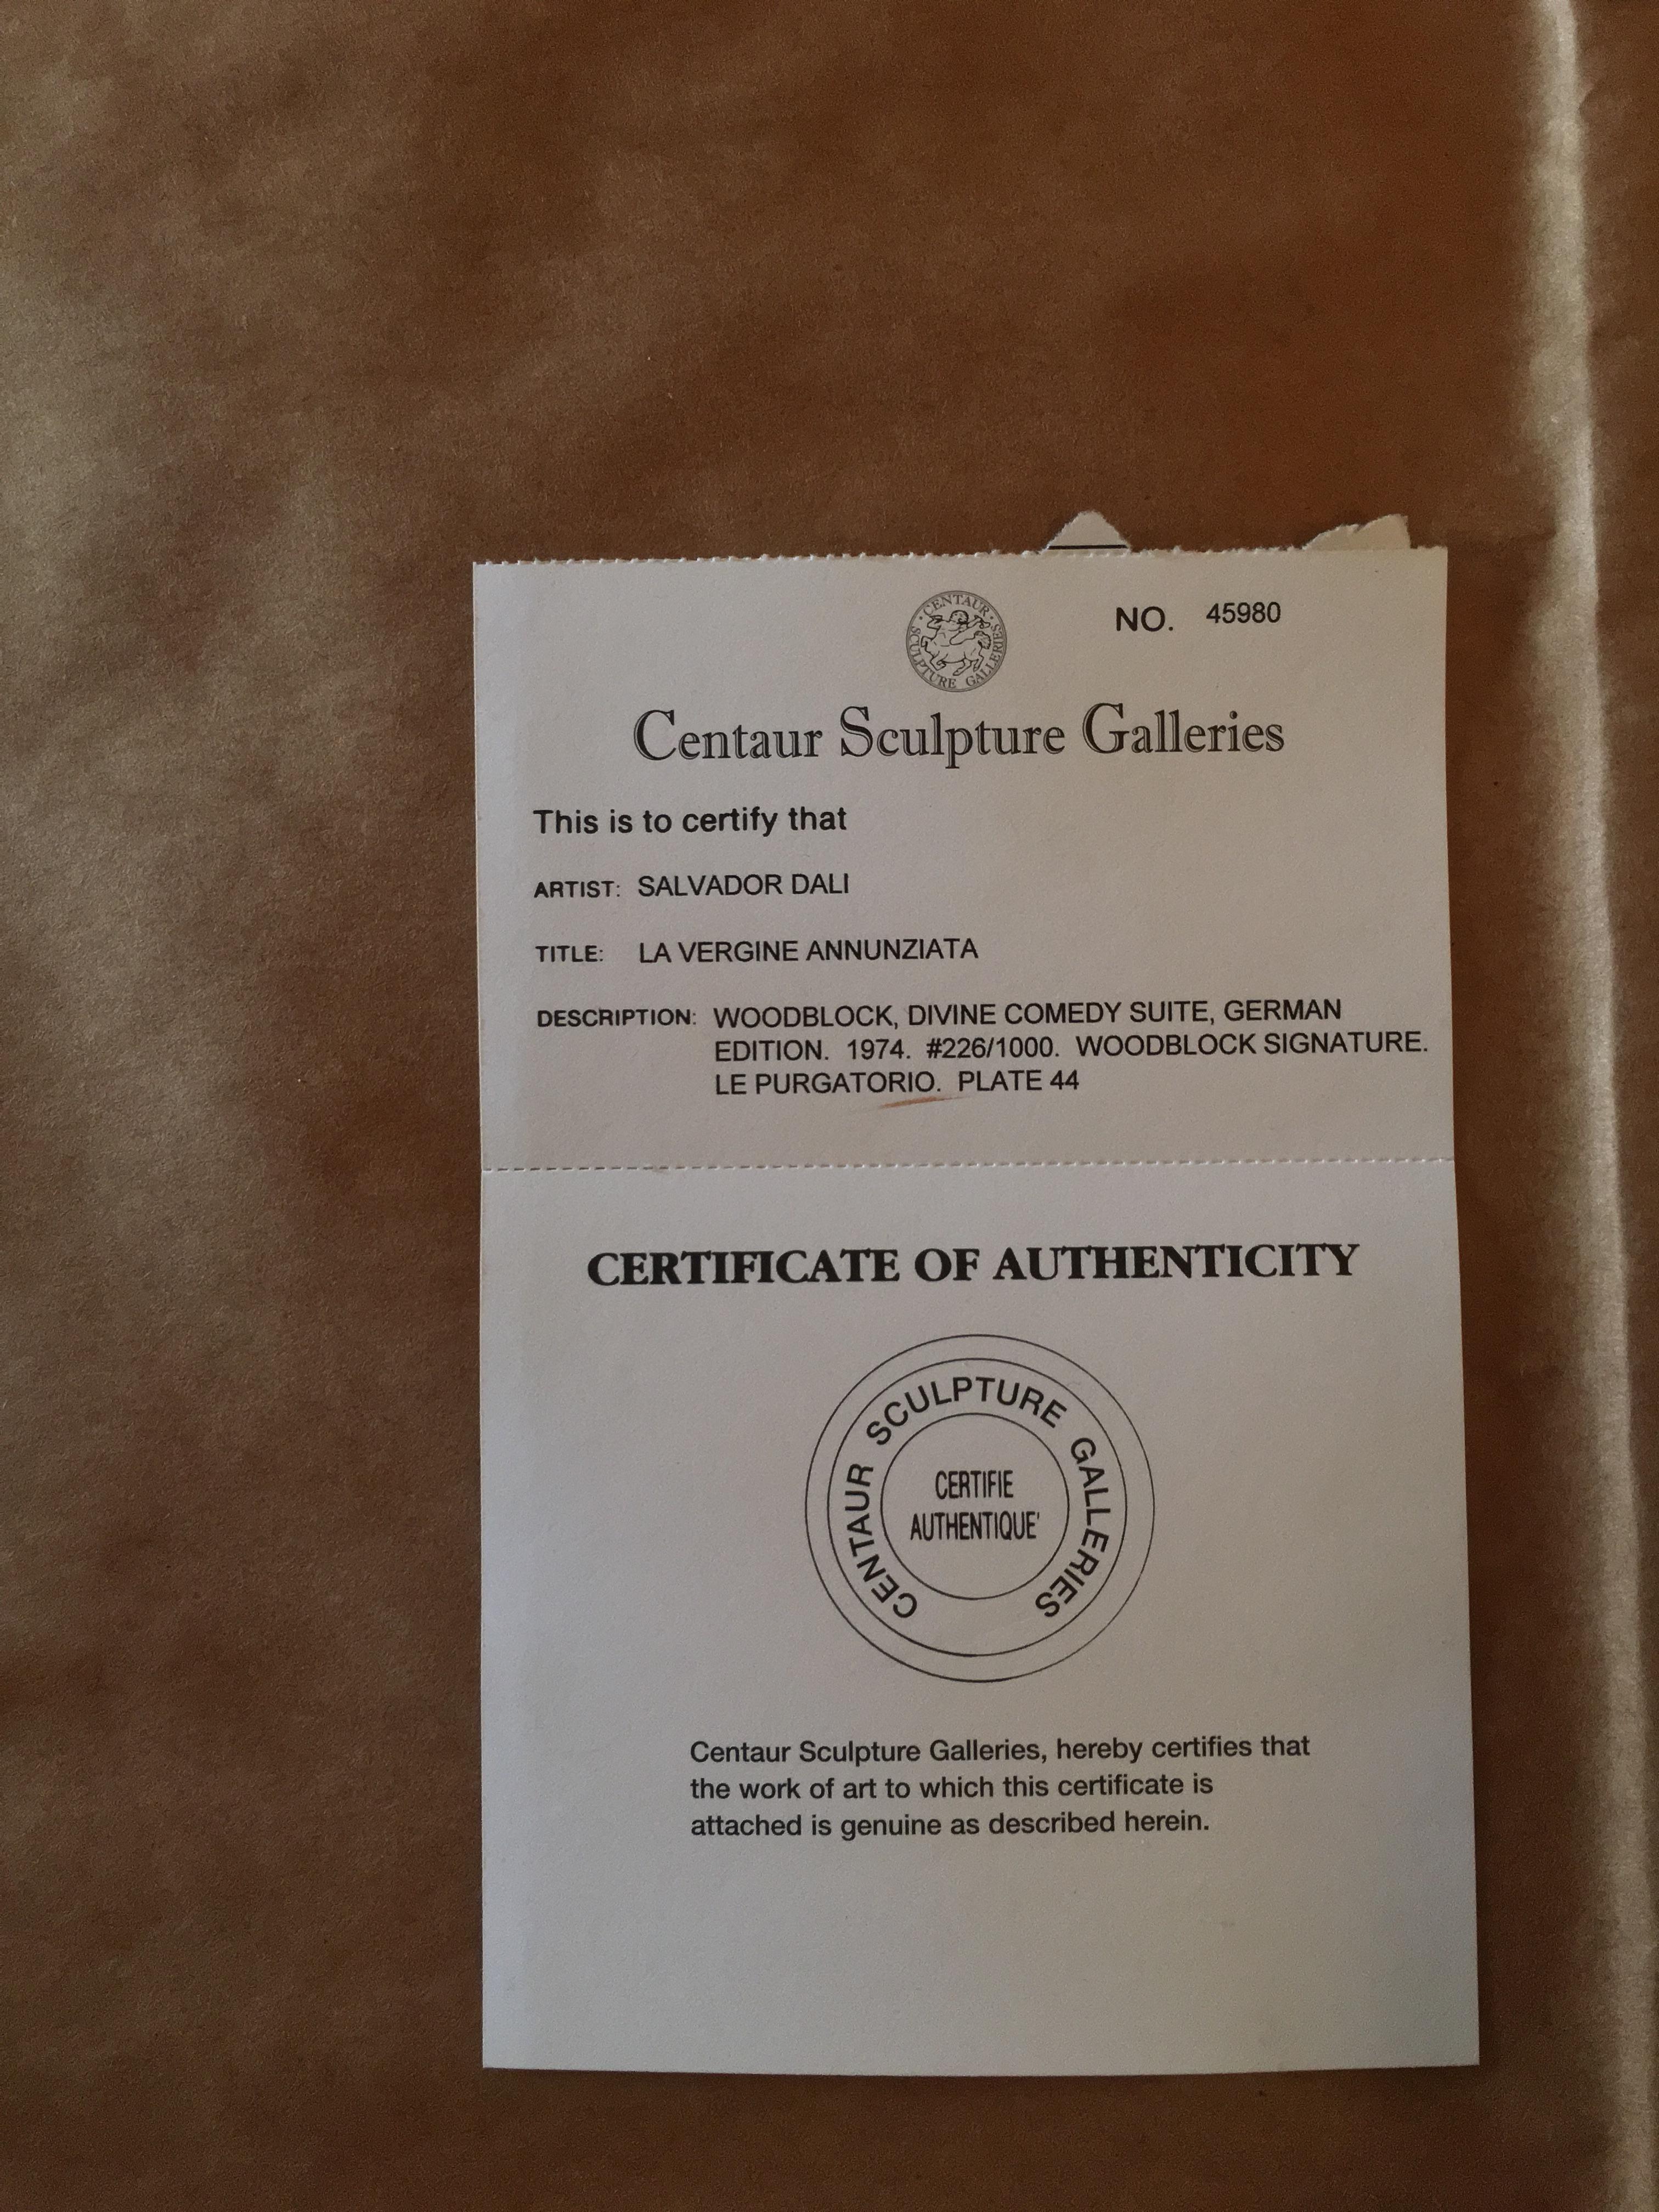 CENTAUR SCULPTURE GALLERIES
NO. 45980
Centaur Sculpture Galleries
This is to certify that
ARTIST: SALVADOR DALI
TITLE: LA VERGINE ANNUNZIATA
DESCRIPTION: WOODBLOCK, DIVINE COMEDY SUITE, GERMAN
EDITION. 1974. #226/1000. WOODBLOCK SIGNATURE.
LE PURGATORIO. PLATE 44
CERTIFICATE OF AUTHENTICITY
CENTAUR SCULPTURE GALLERIES
CERTIFIE
AUTHENTIQUE'
Centaur Sculpture Galleries, hereby certifies that
the work of art to which this certificate is
attached is genuine as described herein.